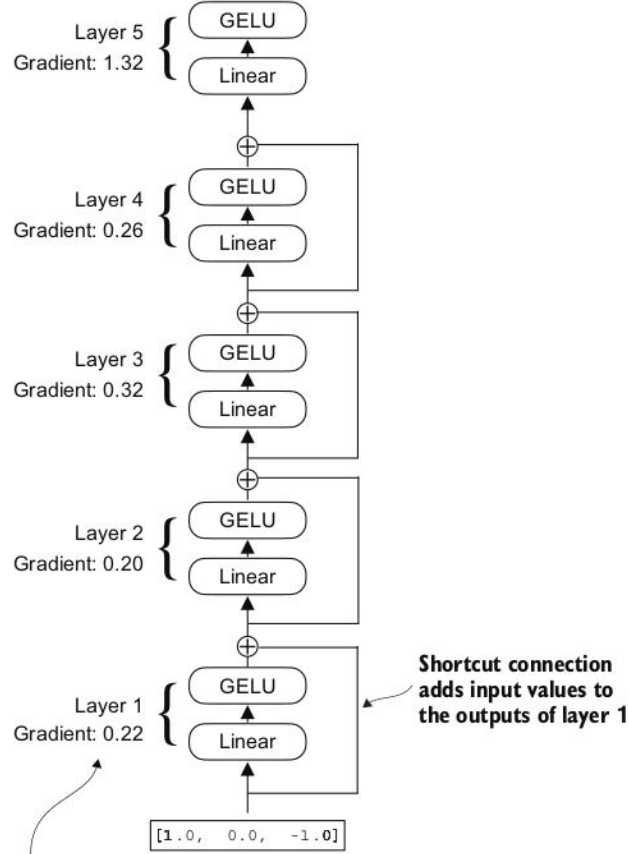 Layer 5
Gradient: 1.32
GELU
Linear
Layer 4
Gradient: 0.26
GELU
Linear
Layer 3
Gradient: 0.32
GELU
Linear
Layer 2
Gradient: 0.20
GELU
Linear
Layer 1
Gradient: 0.22
GELU
Linear
Shortcut connection
adds input values to
the outputs of layer 1
[1.0, 0.0, -1.0]